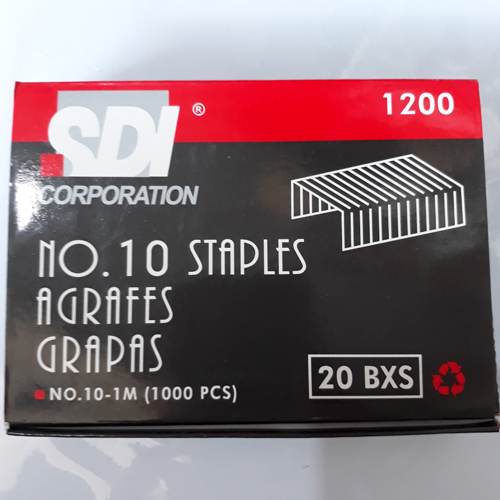 SDI®
1200
CORPORATION
NO.10 STAPLES
AGRAFES
GRAPAS
NO.10-1M (1000 PCS)
20 BXS